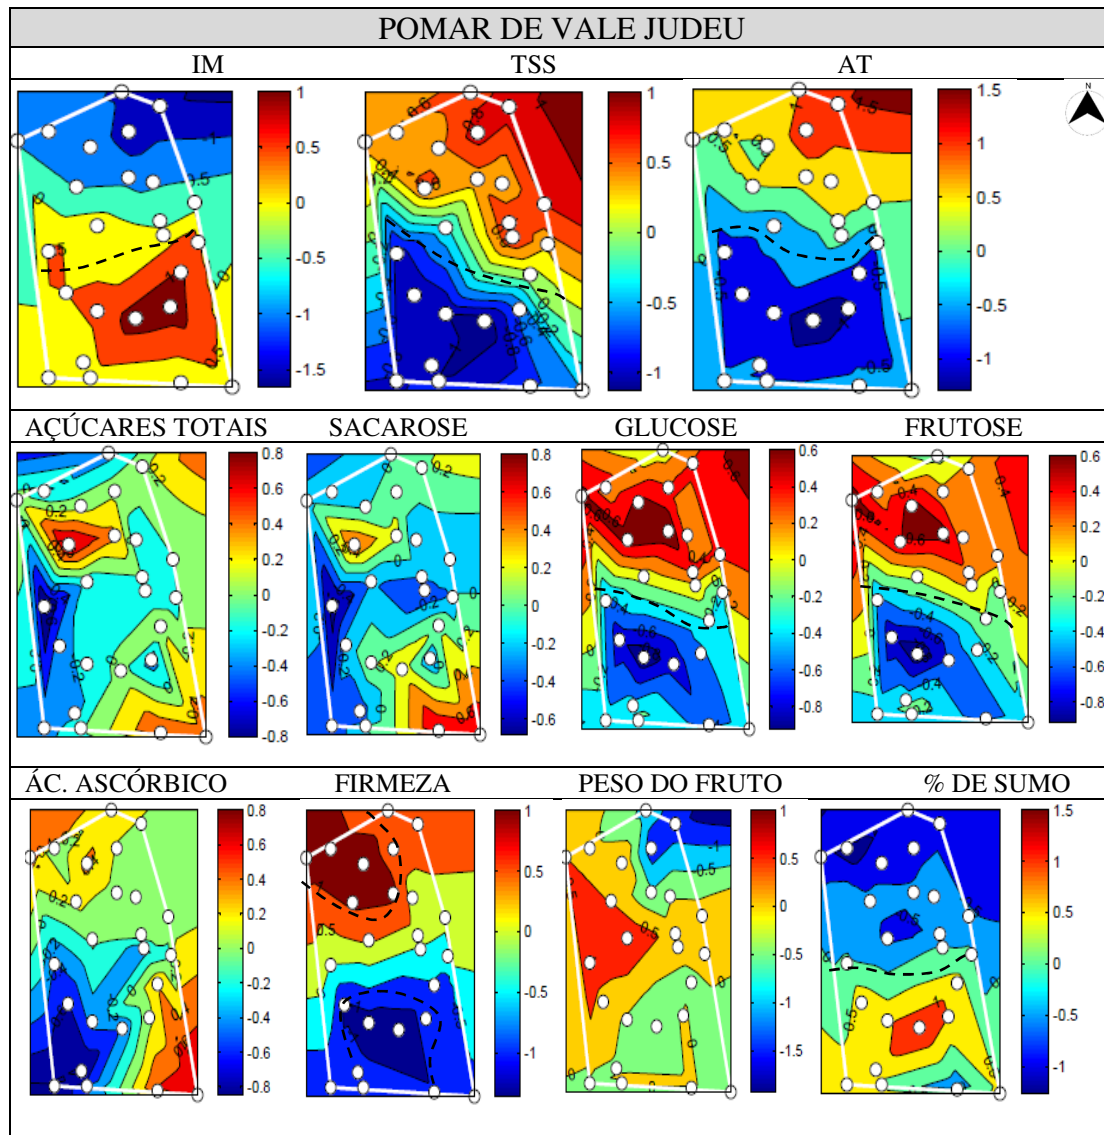 POMAR DE VALE JUDEU
IM TSS AT
1 0.5 0 -0.5 -1 -1.5
1 0.5 0 -0.5 -1
1.5 1 0.5 0 -0.5 -1
AÇÚCARES TOTAIS SACAROSE GLUCOSE FRUTOSE
0.8 0.6 0.4 0.2 0 -0.2 -0.4 -0.6 -0.8
0.8 0.6 0.4 0.2 0 -0.2 -0.4 -0.6
0.6 0.4 0.2 0 -0.2 -0.4 -0.6 -0.8
0.6 0.4 0.2 0 -0.2 -0.4 -0.6 -0.8
ÁC. ASCÓRBICO FIRMEZA PESO DO FRUTO % DE SUMO
0.8 0.6 0.4 0.2 0 -0.2 -0.4 -0.6 -0.8
1 0.5 0 -0.5 -1
1 0.5 0 -0.5 -1 -1.5
1.5 1 0.5 0 -0.5 -1